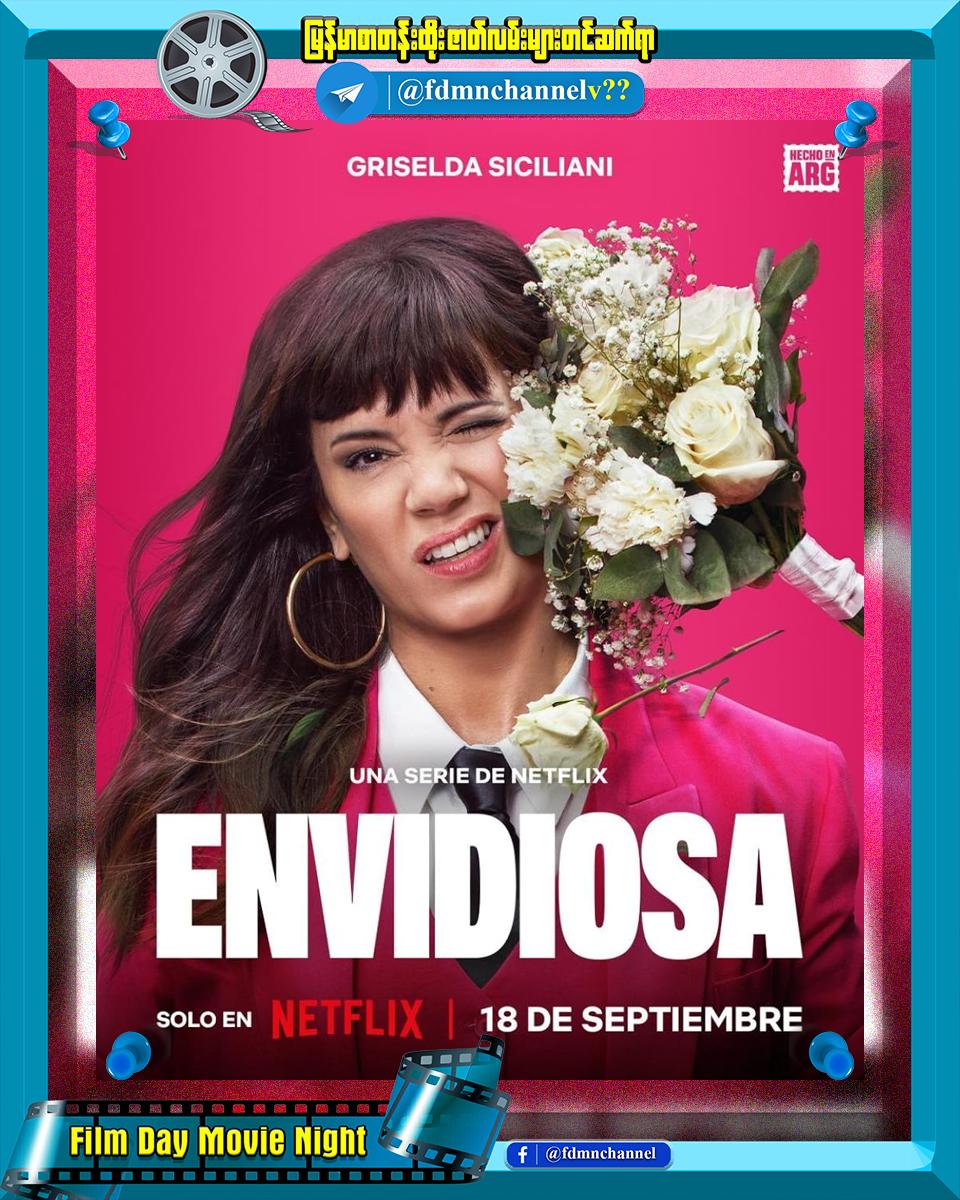 မြန်မာစာတန်းထိုးဇာတ်လမ်းများတင်ဆက်ရာ
@fdmnchannelv??
GRISELDA SICILIANI
HECHO EN
ARG
UNA SERIE DE NETFLIX
ENVIDIOSA
SOLO EN NETFLIX | 18 DE SEPTIEMBRE
Film Day Movie Night
@fdmnchannel